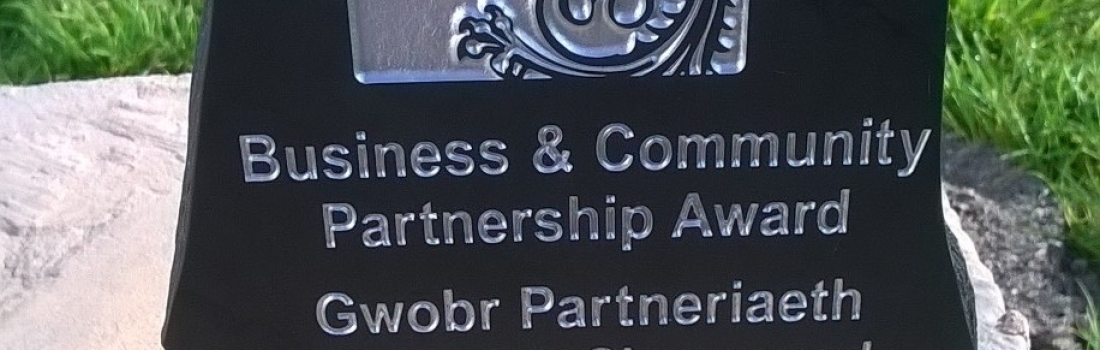 Business & Community
Partnership Award
Gwobr Partneriaeth